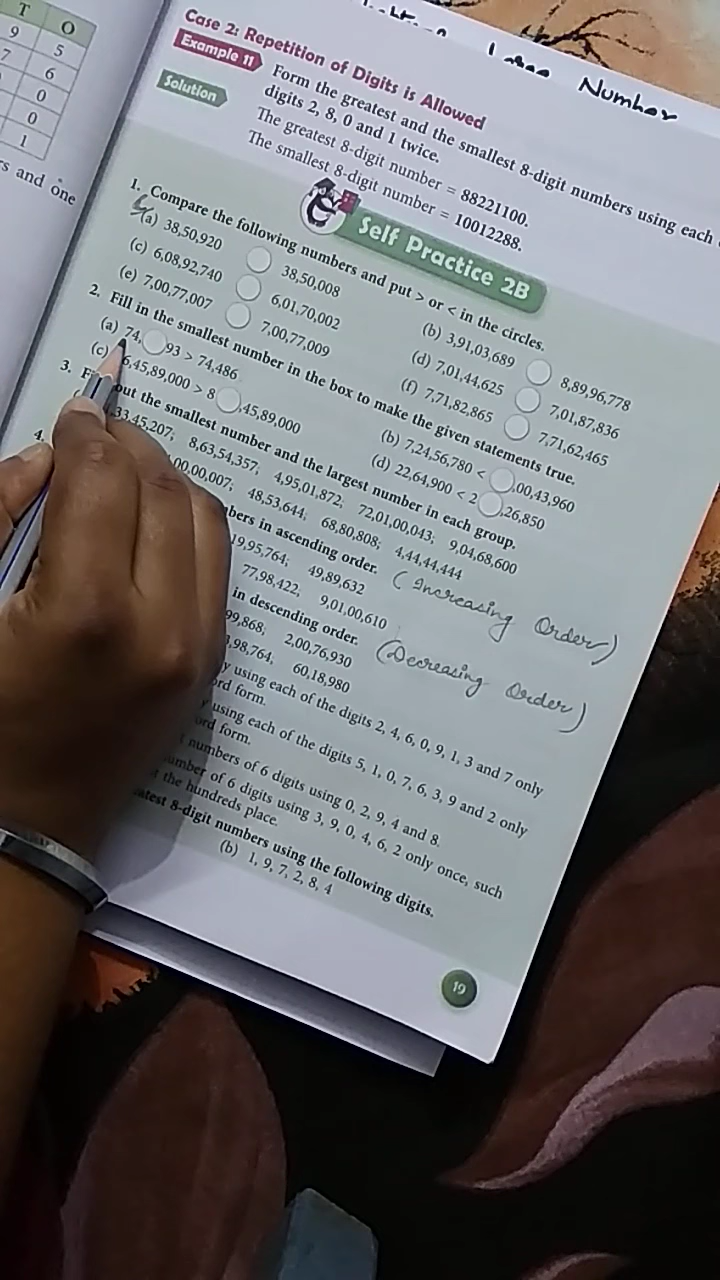 T O
9 5
7 6
0
0
1
s and one
Number
Case 2: Repetition of Digits is Allowed
Example 11 Form the greatest and the smallest 8-digit numbers using each
digits 2, 8, 0 and 1 twice.
Solution The greatest 8-digit number = 88221100.
The smallest 8-digit number = 10012288.
Self Practice 2B
1. Compare the following numbers and put > or < in the circles.
(a) 38,50,920 38,50,008 (b) 3,91,03,689 8,89,96,778
(c) 6,08,92,740 6,01,70,002 (d) 7,01,44,625 7,01,87,836
(e) 7,00,77,007 7,00,77,009 (f) 7,71,82,865 7,71,62,465
2. Fill in the smallest number in the box to make the given statements true.
(a) 74, 93 > 74,486 (b) 7,24,56,780 < ,00,43,960
(c) 6,45,89,000 > 8 ,45,89,000 (d) 22,64,900 < 2 ,26,850
3. out the smallest number and the largest number in each group.
33,45,207; 8,63,54,357; 4,95,01,872; 72,01,00,043; 9,04,68,600
00,00,007; 48,53,644; 68,80,808; 4,44,44,444
4. in ascending order. (Increasing Order)
19,95,764; 49,89,632
77,98,422; 9,01,00,610
in descending order. (Decreasing Order)
99,868; 2,00,76,930
,98,764; 60,18,980
using each of the digits 2, 4, 6, 0, 9, 1, 3 and 7 only
form.
using each of the digits 5, 1, 0, 7, 6, 3, 9 and 2 only
form.
numbers of 6 digits using 0, 2, 9, 4 and 8.
of 6 digits using 3, 9, 0, 4, 6, 2 only once, such
the hundreds place.
8-digit numbers using the following digits.
(b) 1, 9, 7, 2, 8, 4
19